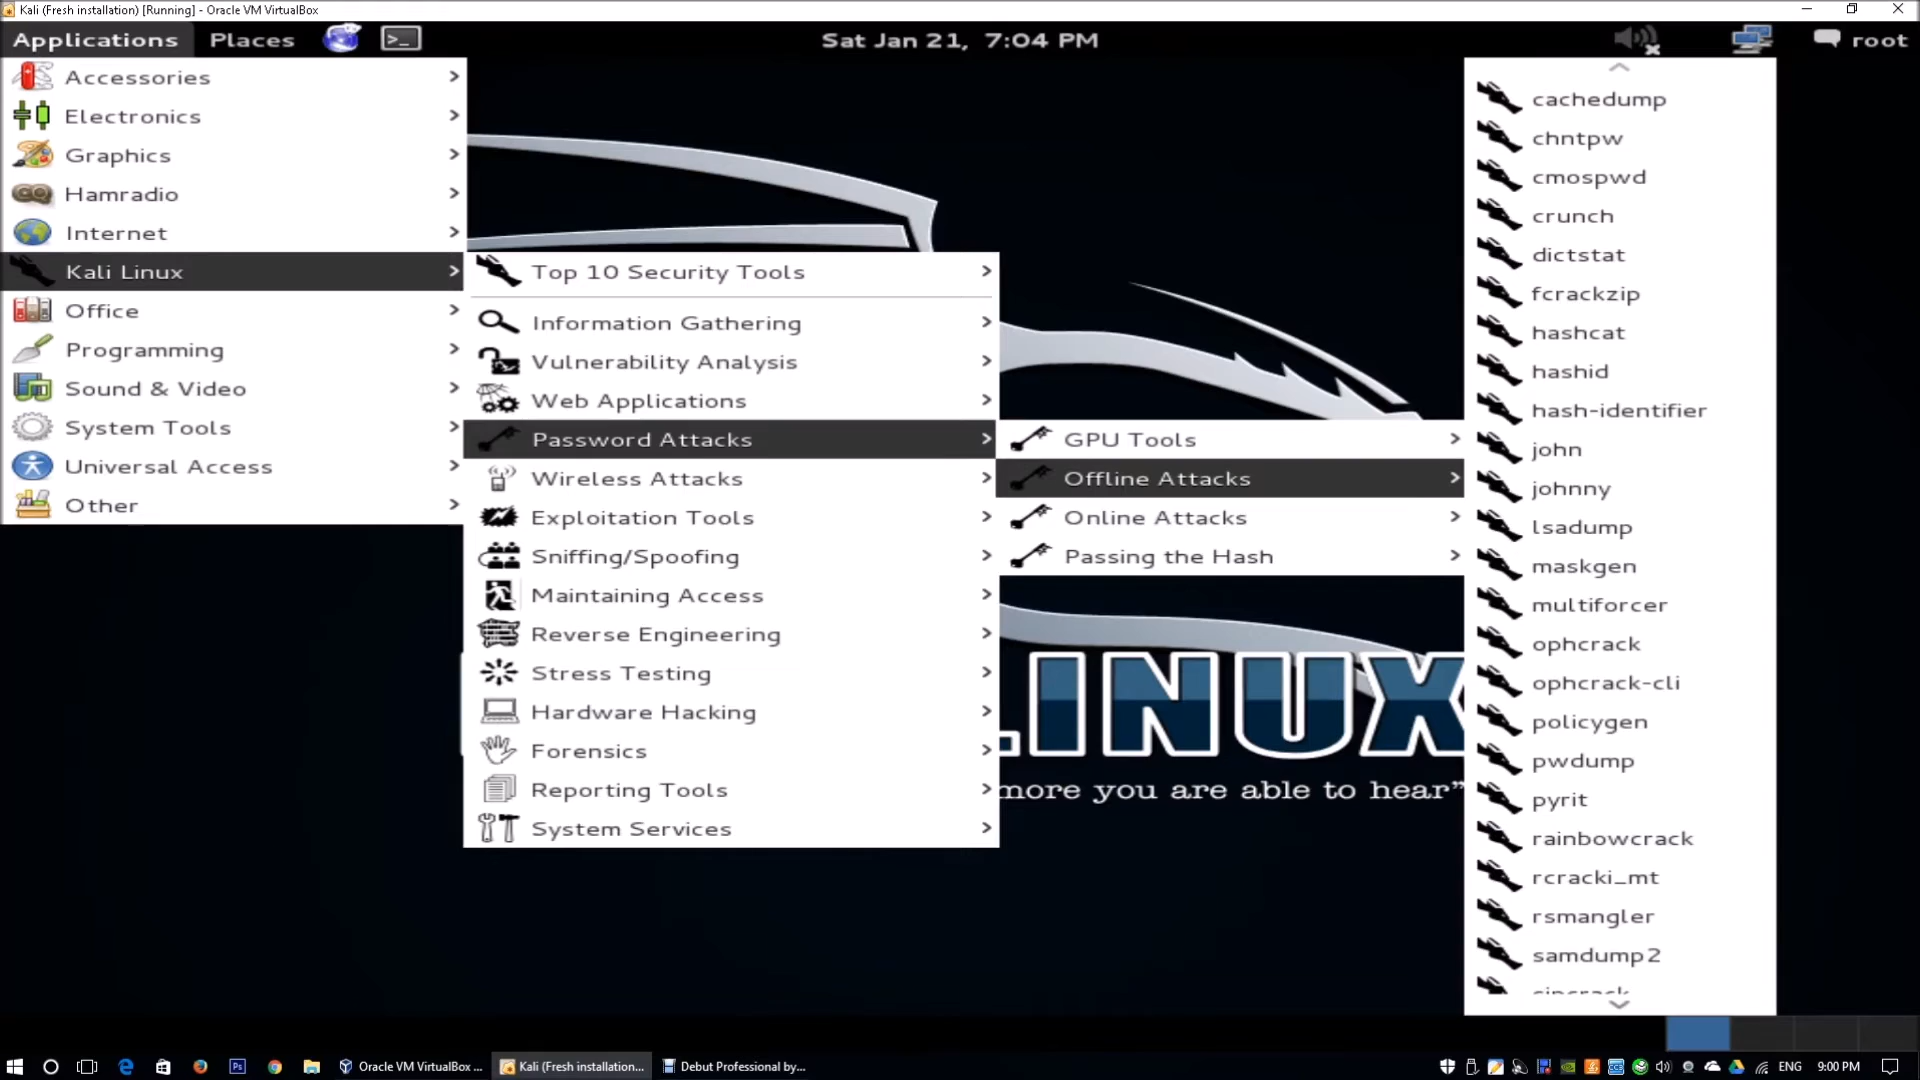 Kali (Fresh installation) [Running] - Oracle VM VirtualBox
Applications Places Sat Jan 21, 7:04 PM root
Accessories
Electronics
Graphics
Hamradio
Internet
Kali Linux
Office
Programming
Sound & Video
System Tools
Universal Access
Other
Top 10 Security Tools
Information Gathering
Vulnerability Analysis
Web Applications
Password Attacks
Wireless Attacks
Exploitation Tools
Sniffing/Spoofing
Maintaining Access
Reverse Engineering
Stress Testing
Hardware Hacking
Forensics
Reporting Tools
System Services
GPU Tools
Offline Attacks
Online Attacks
Passing the Hash
cachedump
chntpw
cmospwd
crunch
dictstat
fcrackzip
hashcat
hashid
hash-identifier
john
johnny
lsadump
maskgen
multiforcer
ophcrack
ophcrack-cli
policygen
pwdump
pyrit
rainbowcrack
rcracki_mt
rsmangler
samdump2
LINUX
more you are able to hear”
Ps Oracle VM VirtualBox ... Kali (Fresh installation... Debut Professional by... ENG 9:00 PM